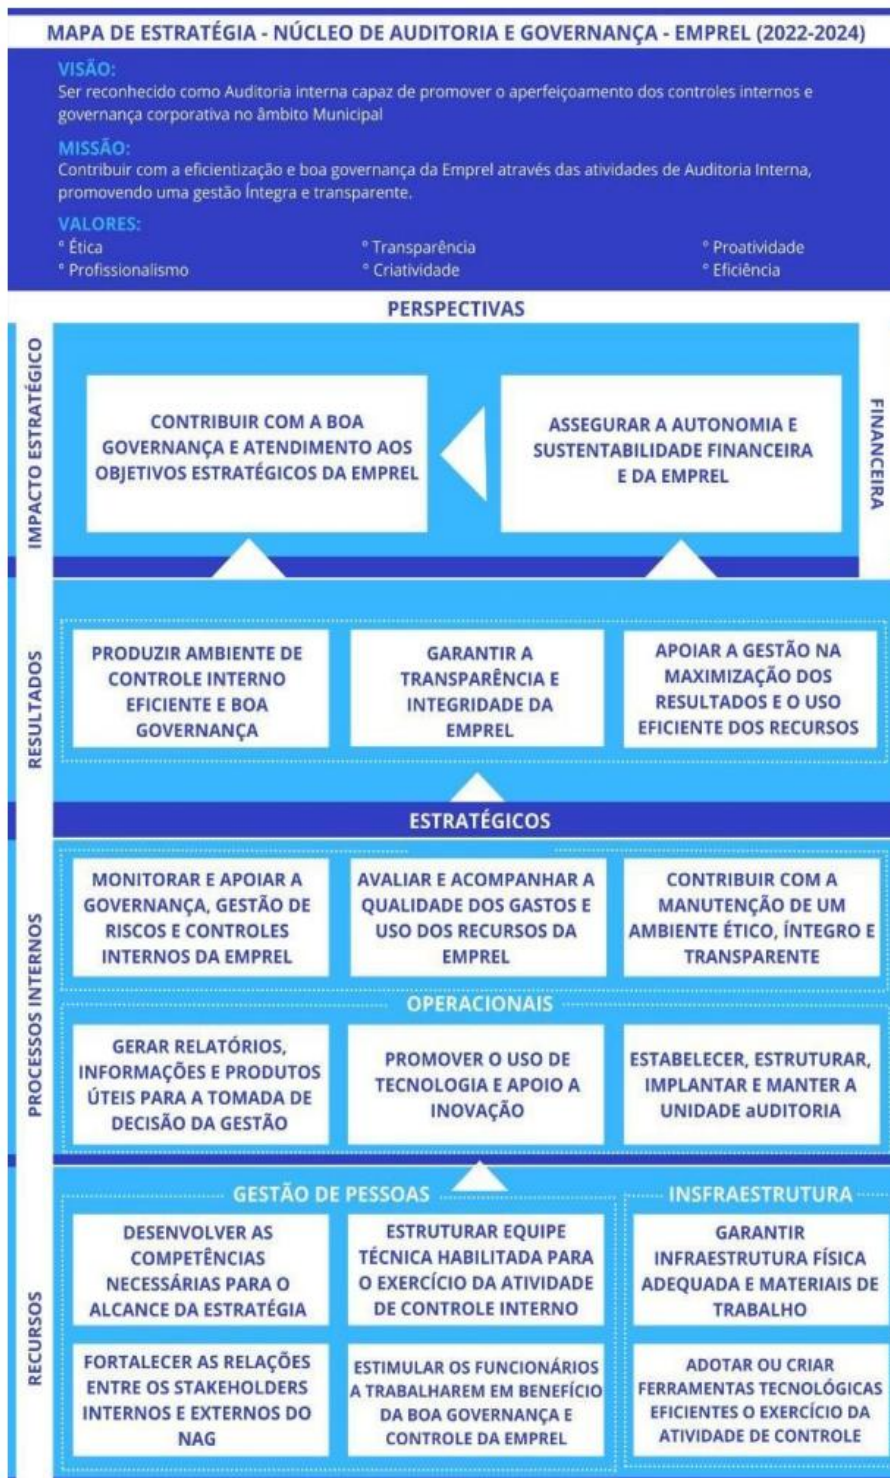 MAPA DE ESTRATÉGIA - NÚCLEO DE AUDITORIA E GOVERNANÇA - EMPREL (2022-2024)
VISÃO:
Ser reconhecido como Auditoria interna capaz de promover o aperfeiçoamento dos controles internos e
governança corporativa no âmbito Municipal
MISSÃO:
Contribuir com a eficientização e boa governança da Emprel através das atividades de Auditoria Interna,
promovendo uma gestão Íntegra e transparente.
VALORES:
° Ética
° Transparência
° Proatividade
° Profissionalismo
° Criatividade
° Eficiência
PERSPECTIVAS
IMPACTO ESTRATÉGICO
CONTRIBUIR COM A BOA
GOVERNANÇA E ATENDIMENTO AOS
OBJETIVOS ESTRATÉGICOS DA EMPREL
ASSEGURAR A AUTONOMIA E
SUSTENTABILIDADE FINANCEIRA
E DA EMPREL
FINANCEIRA
RESULTADOS
PRODUZIR AMBIENTE DE
CONTROLE INTERNO
EFICIENTE E BOA
GOVERNANÇA
GARANTIR A
TRANSPARÊNCIA E
INTEGRIDADE DA
EMPREL
APOIAR A GESTÃO NA
MAXIMIZAÇÃO DOS
RESULTADOS E O USO
EFICIENTE DOS RECURSOS
ESTRATÉGICOS
PROCESSOS INTERNOS
MONITORAR E APOIAR A
GOVERNANÇA, GESTÃO DE
RISCOS E CONTROLES
INTERNOS DA EMPREL
AVALIAR E ACOMPANHAR A
QUALIDADE DOS GASTOS E
USO DOS RECURSOS DA
EMPREL
CONTRIBUIR COM A
MANUTENÇÃO DE UM
AMBIENTE ÉTICO, ÍNTEGRO E
TRANSPARENTE
OPERACIONAIS
GERAR RELATÓRIOS,
INFORMAÇÕES E PRODUTOS
ÚTEIS PARA A TOMADA DE
DECISÃO DA GESTÃO
PROMOVER O USO DE
TECNOLOGIA E APOIO A
INOVAÇÃO
ESTABELECER, ESTRUTURAR,
IMPLANTAR E MANTER A
UNIDADE aUDITORIA
RECURSOS
GESTÃO DE PESSOAS
DESENVOLVER AS
COMPETÊNCIAS
NECESSÁRIAS PARA O
ALCANCE DA ESTRATÉGIA
ESTRUTURAR EQUIPE
TÉCNICA HABILITADA PARA
O EXERCÍCIO DA ATIVIDADE
DE CONTROLE INTERNO
FORTALECER AS RELAÇÕES
ENTRE OS STAKEHOLDERS
INTERNOS E EXTERNOS DO
NAG
ESTIMULAR OS FUNCIONÁRIOS
A TRABALHAREM EM BENEFÍCIO
DA BOA GOVERNANÇA E
CONTROLE DA EMPREL
INSFRAESTRUTURA
GARANTIR
INFRAESTRUTURA FÍSICA
ADEQUADA E MATERIAIS DE
TRABALHO
ADOTAR OU CRIAR
FERRAMENTAS TECNOLÓGICAS
EFICIENTES O EXERCÍCIO DA
ATIVIDADE DE CONTROLE